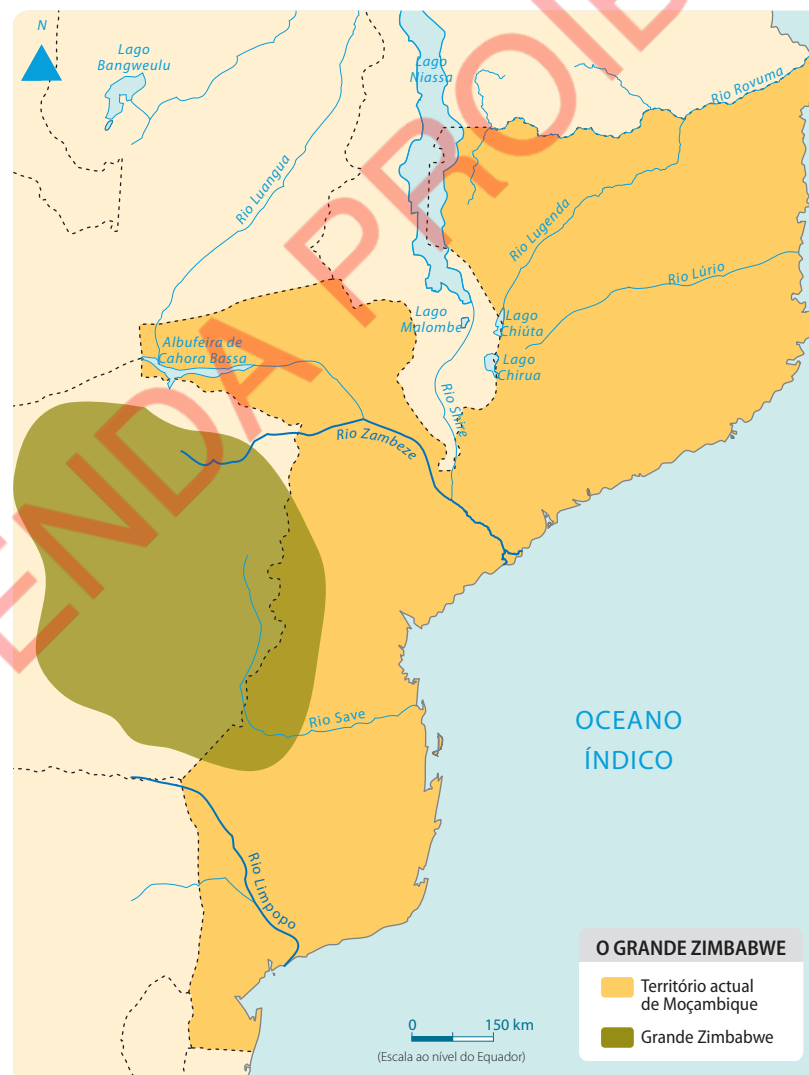 N
Lago
Bangweulu
Lago
Niassa
Rio Rovuma
Rio Luangua
Rio Lugenda
Rio Lúrio
Lago
Malombe
Lago
Chiúta
Lago
Chirua
Albufeira de
Cahora Bassa
Rio Shire
Rio Zambeze
Rio Save
OCEANO
ÍNDICO
Rio Limpopo
O GRANDE ZIMBABWE
Território actual
de Moçambique
Grande Zimbabwe
0 150 km
(Escala ao nível do Equador)
ENDA PROIB